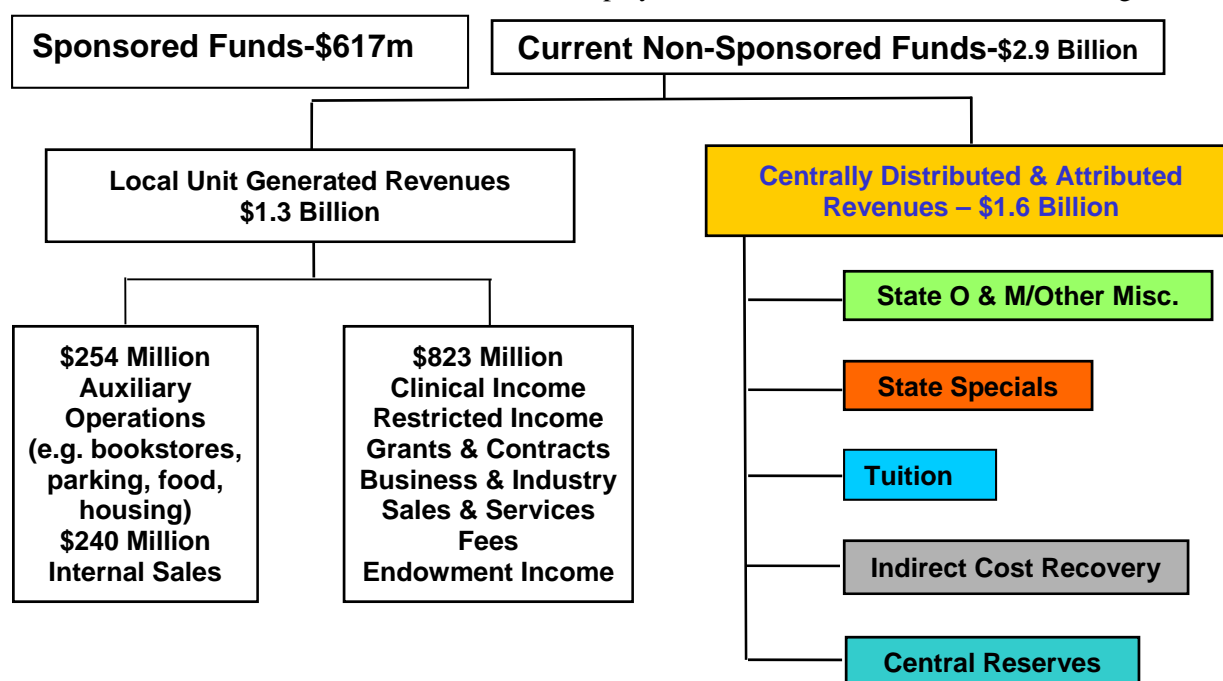 Sponsored Funds-$617m
Current Non-Sponsored Funds-$2.9 Billion
Local Unit Generated Revenues
$1.3 Billion
Centrally Distributed & Attributed
Revenues – $1.6 Billion
$254 Million
Auxiliary
Operations
(e.g. bookstores,
parking, food,
housing)
$240 Million
Internal Sales
$823 Million
Clinical Income
Restricted Income
Grants & Contracts
Business & Industry
Sales & Services
Fees
Endowment Income
State O & M/Other Misc.
State Specials
Tuition
Indirect Cost Recovery
Central Reserves